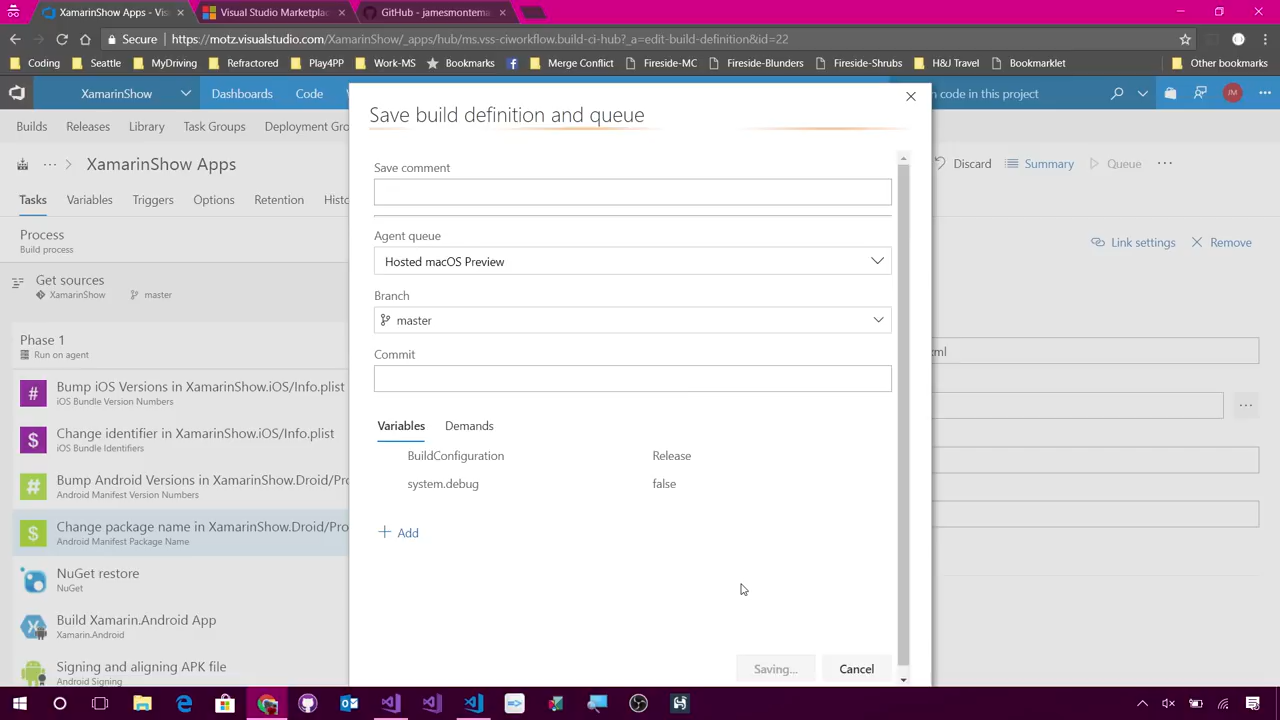 XamarinShow Apps - Vis
Visual Studio Marketplac
GitHub - jamesmontema
Secure
https://motz.visualstudio.com/XamarinShow/_apps/hub/ms.vss-ciworkflow.build-ci-hub?_a=edit-build-definition&id=22
Coding
Seattle
MyDriving
Refractored
Play4PP
Work-MS
Bookmarks
Merge Conflict
Fireside-MC
Fireside-Blunders
Fireside-Shrubs
H&J Travel
Bookmarklet
Other bookmarks
XamarinShow
Dashboards
Code
n code in this project
JM
Builds
Releases
Library
Task Groups
Deployment Gro
XamarinShow Apps
Discard
Summary
Queue
Tasks
Variables
Triggers
Options
Retention
Histo
Process
Build process
Link settings
Remove
Get sources
XamarinShow
master
Phase 1
Run on agent
Bump iOS Versions in XamarinShow.iOS/Info.plist
iOS Bundle Version Numbers
Change identifier in XamarinShow.iOS/Info.plist
iOS Bundle Identifiers
Bump Android Versions in XamarinShow.Droid/Pro
Android Manifest Version Numbers
Change package name in XamarinShow.Droid/Pro
Android Manifest Package Name
NuGet restore
NuGet
Build Xamarin.Android App
Xamarin.Android
Signing and aligning APK file
Android Signing
xml
Save build definition and queue
Save comment
Agent queue
Hosted macOS Preview
Branch
master
Commit
Variables
Demands
BuildConfiguration
Release
system.debug
false
Add
Saving...
Cancel